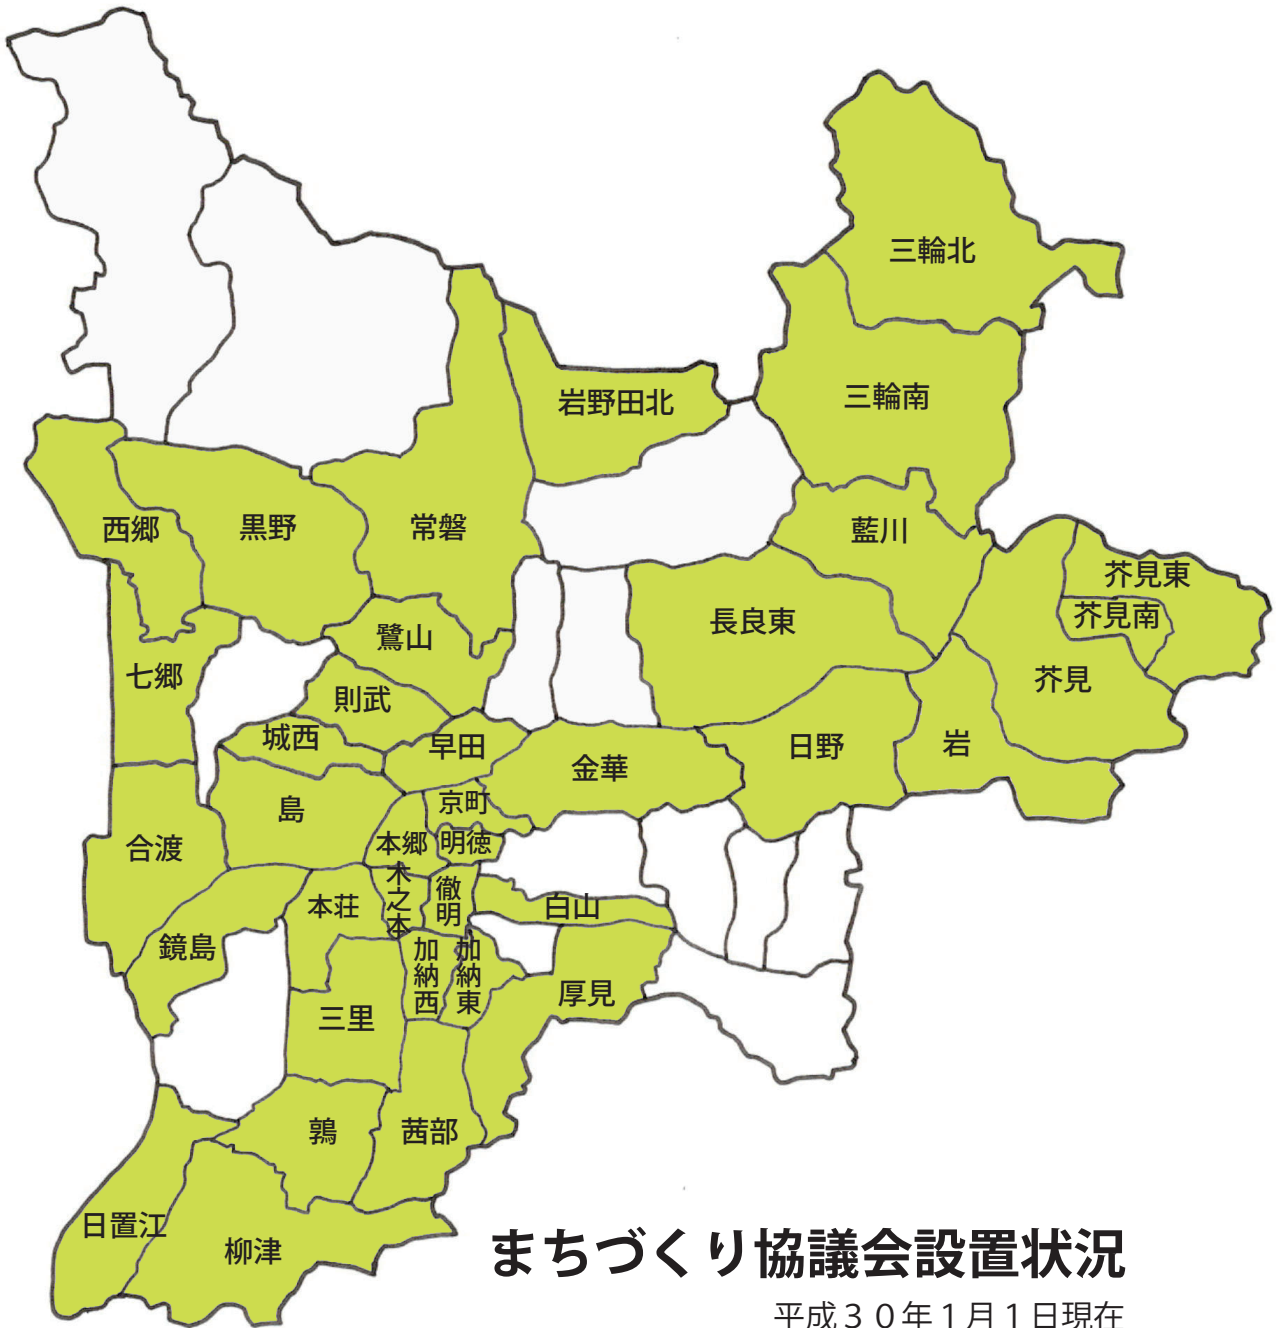 三輪北
三輪南
岩野田北
西郷
黒野
常磐
藍川
芥見東
芥見南
長良東
鷺山
七郷
芥見
則武
城西
早田
日野
岩
金華
島
京町
合渡
本郷
明徳
木之本
徹明
本荘
白山
鏡島
加納西
加納東
厚見
三里
鶉
茜部
日置江
柳津
まちづくり協議会設置状況
平成３０年１月１日現在